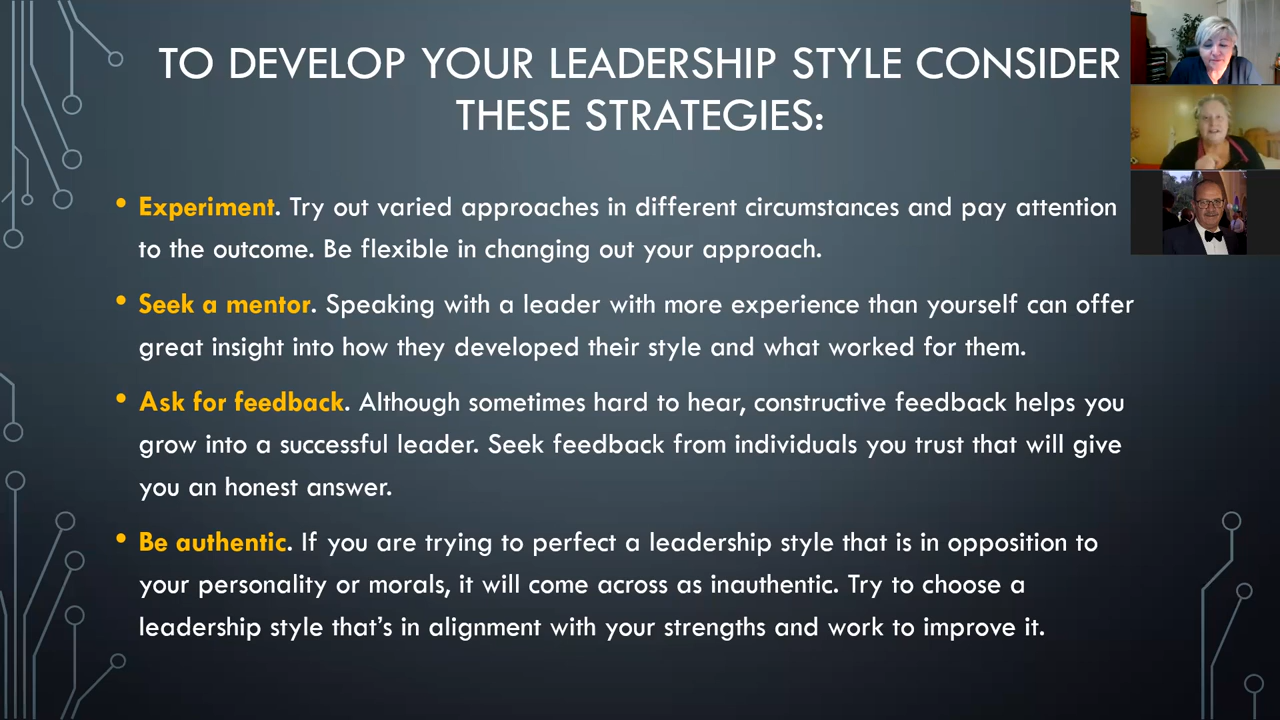 TO DEVELOP YOUR LEADERSHIP STYLE CONSIDER
THESE STRATEGIES:
• Experiment. Try out varied approaches in different circumstances and pay attention
to the outcome. Be flexible in changing out your approach.
• Seek a mentor. Speaking with a leader with more experience than yourself can offer
great insight into how they developed their style and what worked for them.
• Ask for feedback. Although sometimes hard to hear, constructive feedback helps you
grow into a successful leader. Seek feedback from individuals you trust that will give
you an honest answer.
• Be authentic. If you are trying to perfect a leadership style that is in opposition to
your personality or morals, it will come across as inauthentic. Try to choose a
leadership style that’s in alignment with your strengths and work to improve it.